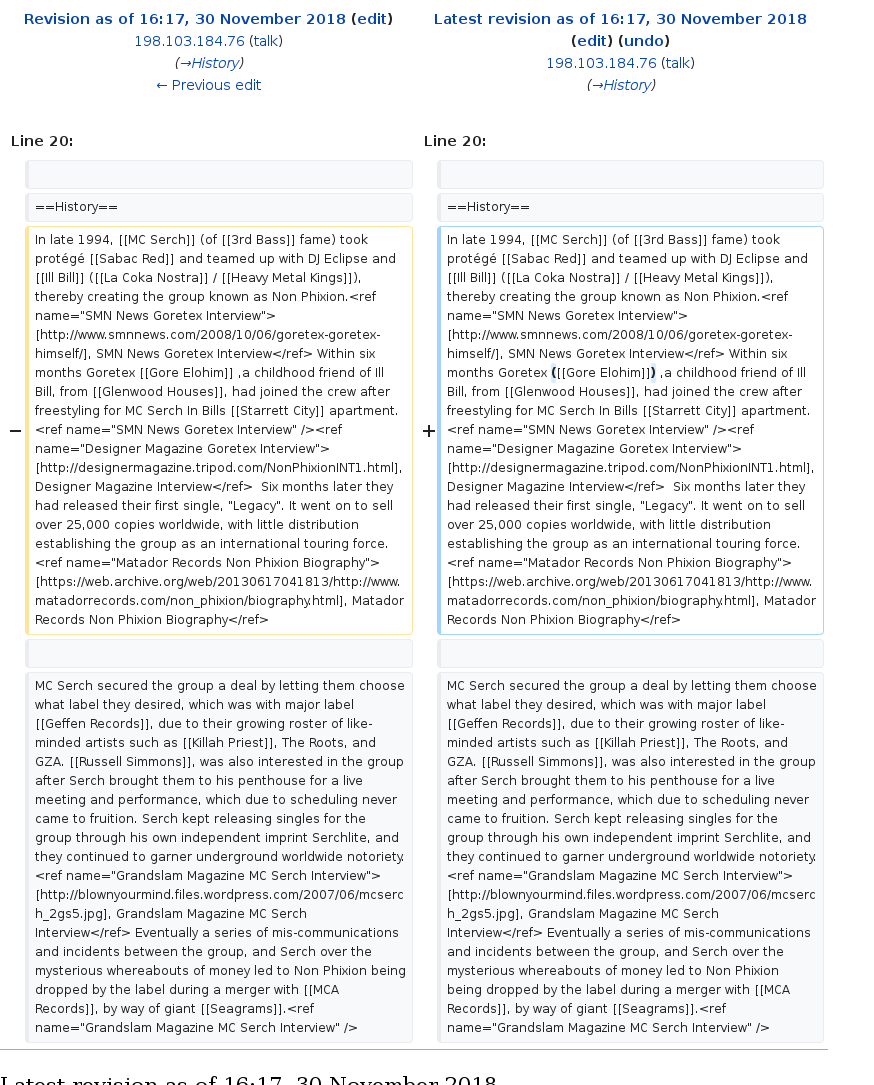 Revision as of 16:17, 30 November 2018 (edit)
198.103.184.76 (talk)
(→History)
← Previous edit
Latest revision as of 16:17, 30 November 2018
(edit) (undo)
198.103.184.76 (talk)
(→History)
Line 20:
==History==
−
In late 1994, [[MC Serch]] (of [[3rd Bass]] fame) took
protégé [[Sabac Red]] and teamed up with DJ Eclipse and
[[Ill Bill]] ([[La Coka Nostra]] / [[Heavy Metal Kings]]),
thereby creating the group known as Non Phixion.<ref
name="SMN News Goretex Interview">
[http://www.smnnews.com/2008/10/06/goretex-goretex-
himself/], SMN News Goretex Interview</ref> Within six
months Goretex [[Gore Elohim]] ,a childhood friend of Ill
Bill, from [[Glenwood Houses]], had joined the crew after
freestyling for MC Serch In Bills [[Starrett City]] apartment.
<ref name="SMN News Goretex Interview" /><ref
name="Designer Magazine Goretex Interview">
[http://designermagazine.tripod.com/NonPhixionINT1.html],
Designer Magazine Interview</ref>  Six months later they
had released their first single, "Legacy". It went on to sell
over 25,000 copies worldwide, with little distribution
establishing the group as an international touring force.
<ref name="Matador Records Non Phixion Biography">
[https://web.archive.org/web/20130617041813/http://www.
matadorrecords.com/non_phixion/biography.html], Matador
Records Non Phixion Biography</ref>
MC Serch secured the group a deal by letting them choose
what label they desired, which was with major label
[[Geffen Records]], due to their growing roster of like-
minded artists such as [[Killah Priest]], The Roots, and
GZA. [[Russell Simmons]], was also interested in the group
after Serch brought them to his penthouse for a live
meeting and performance, which due to scheduling never
came to fruition. Serch kept releasing singles for the
group through his own independent imprint Serchlite, and
they continued to garner underground worldwide notoriety.
<ref name="Grandslam Magazine MC Serch Interview">
[http://blownyourmind.files.wordpress.com/2007/06/mcserc
h_2gs5.jpg], Grandslam Magazine MC Serch
Interview</ref> Eventually a series of mis-communications
and incidents between the group, and Serch over the
mysterious whereabouts of money led to Non Phixion being
dropped by the label during a merger with [[MCA
Records]], by way of giant [[Seagrams]].<ref
name="Grandslam Magazine MC Serch Interview" />
Line 20:
==History==
+
In late 1994, [[MC Serch]] (of [[3rd Bass]] fame) took
protégé [[Sabac Red]] and teamed up with DJ Eclipse and
[[Ill Bill]] ([[La Coka Nostra]] / [[Heavy Metal Kings]]),
thereby creating the group known as Non Phixion.<ref
name="SMN News Goretex Interview">
[http://www.smnnews.com/2008/10/06/goretex-goretex-
himself/], SMN News Goretex Interview</ref> Within six
months Goretex ([[Gore Elohim]]) ,a childhood friend of Ill
Bill, from [[Glenwood Houses]], had joined the crew after
freestyling for MC Serch In Bills [[Starrett City]] apartment.
<ref name="SMN News Goretex Interview" /><ref
name="Designer Magazine Goretex Interview">
[http://designermagazine.tripod.com/NonPhixionINT1.html],
Designer Magazine Interview</ref>  Six months later they
had released their first single, "Legacy". It went on to sell
over 25,000 copies worldwide, with little distribution
establishing the group as an international touring force.
<ref name="Matador Records Non Phixion Biography">
[https://web.archive.org/web/20130617041813/http://www.
matadorrecords.com/non_phixion/biography.html], Matador
Records Non Phixion Biography</ref>
MC Serch secured the group a deal by letting them choose
what label they desired, which was with major label
[[Geffen Records]], due to their growing roster of like-
minded artists such as [[Killah Priest]], The Roots, and
GZA. [[Russell Simmons]], was also interested in the group
after Serch brought them to his penthouse for a live
meeting and performance, which due to scheduling never
came to fruition. Serch kept releasing singles for the
group through his own independent imprint Serchlite, and
they continued to garner underground worldwide notoriety.
<ref name="Grandslam Magazine MC Serch Interview">
[http://blownyourmind.files.wordpress.com/2007/06/mcserc
h_2gs5.jpg], Grandslam Magazine MC Serch
Interview</ref> Eventually a series of mis-communications
and incidents between the group, and Serch over the
mysterious whereabouts of money led to Non Phixion
being dropped by the label during a merger with [[MCA
Records]], by way of giant [[Seagrams]].<ref
name="Grandslam Magazine MC Serch Interview" />
Latest revision as of 16:17, 30 November 2018